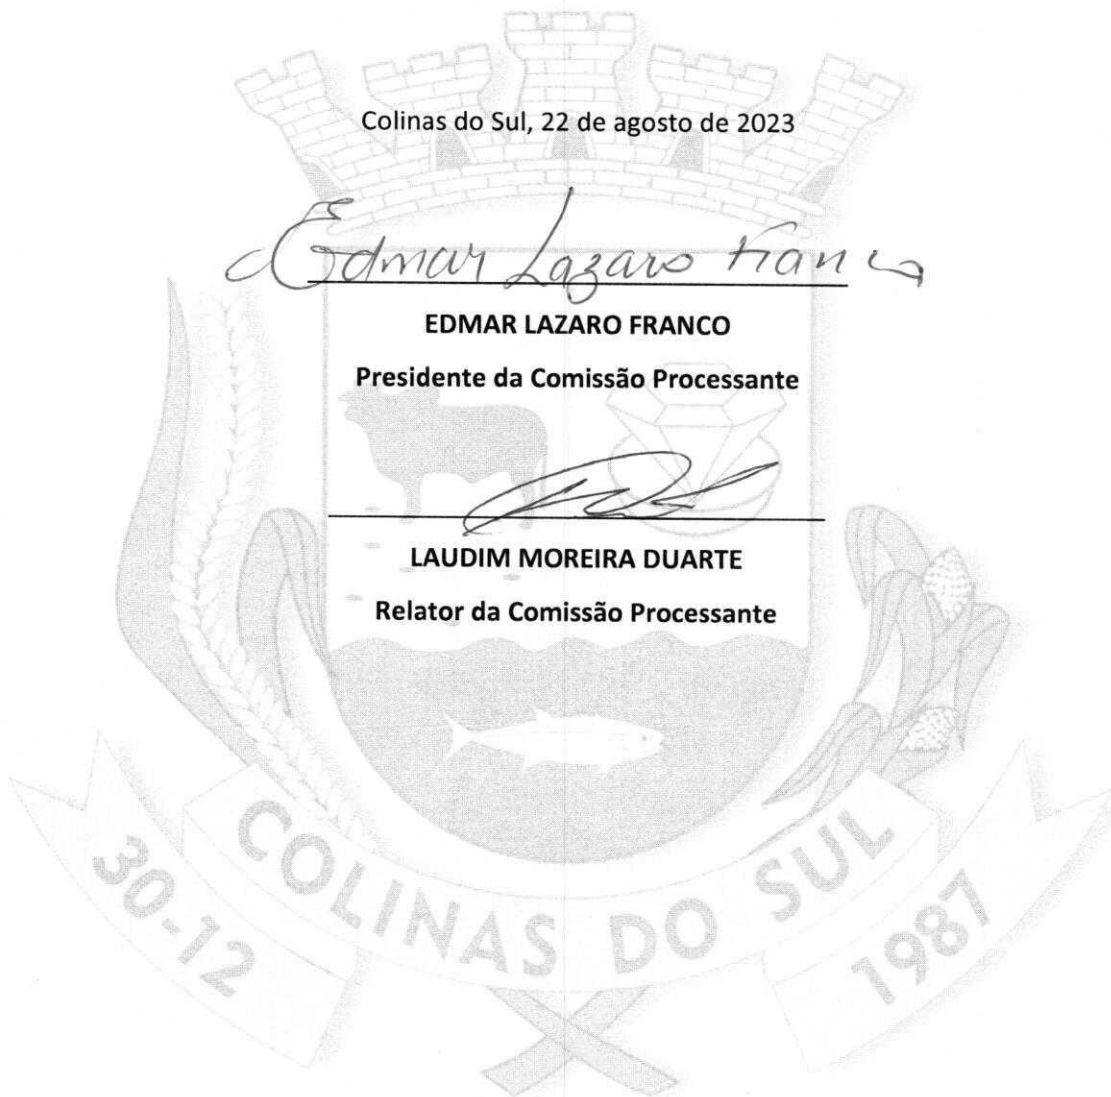 Colinas do Sul, 22 de agosto de 2023
Edmar Lazaro Franco
EDMAR LAZARO FRANCO
Presidente da Comissão Processante
LAUDIM MOREIRA DUARTE
Relator da Comissão Processante
COLINAS DO SUL
30-12
1987